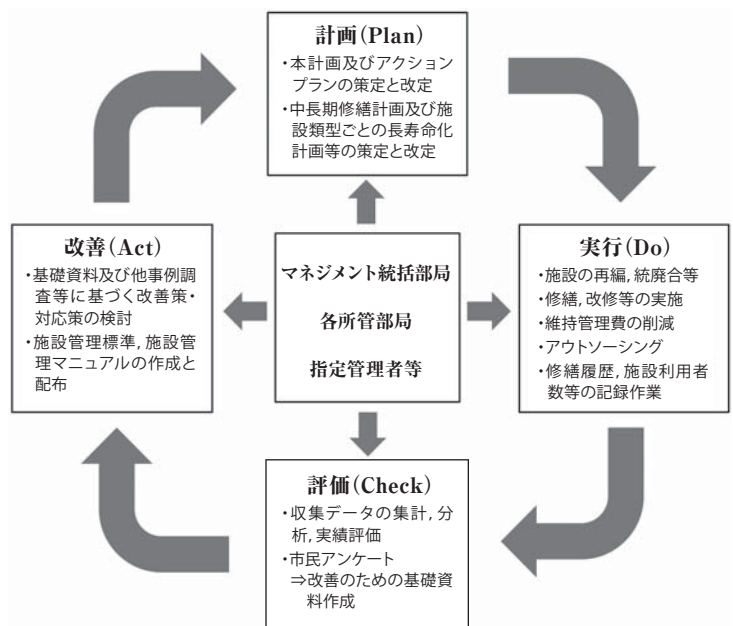 計画(Plan)
・本計画及びアクション
プランの策定と改定
・中長期修繕計画及び施
設類型ごとの長寿命化
計画等の策定と改定
改善(Act)
・基礎資料及び他事例調
査等に基づく改善策・
対応策の検討
・施設管理標準,施設管
理マニュアルの作成と
配布
マネジメント統括部局
各所管部局
指定管理者等
実行(Do)
・施設の再編,統廃合等
・修繕,改修等の実施
・維持管理費の削減
・アウトソーシング
・修繕履歴,施設利用者
数等の記録作業
評価(Check)
・収集データの集計,分
析,実績評価
・市民アンケート
⇒改善のための基礎資
料作成